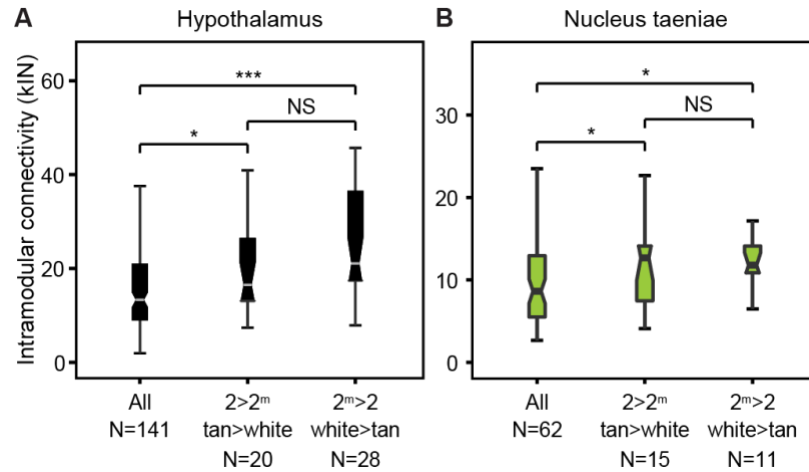 A Hypothalamus
Intramodular connectivity (kIN)
60
40
20
0
***
NS
*
All
N=141
2>2ᵐ
tan>white
N=20
2ᵐ>2
white>tan
N=28
B Nucleus taeniae
30
20
10
0
*
NS
*
All
N=62
2>2ᵐ
tan>white
N=15
2ᵐ>2
white>tan
N=11